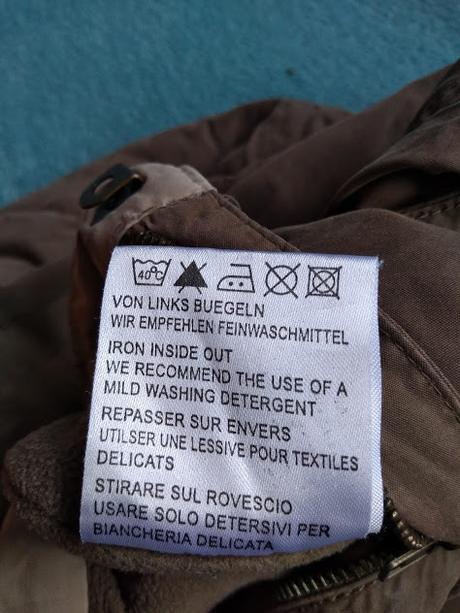 40°C
VON LINKS BUEGELN
WIR EMPFEHLEN FEINWASCHMITTEL
IRON INSIDE OUT
WE RECOMMEND THE USE OF A
MILD WASHING DETERGENT
REPASSER SUR ENVERS
UTILSER UNE LESSIVE POUR TEXTILES
DELICATS
STIRARE SUL ROVESCIO
USARE SOLO DETERSIVI PER
BIANCHERIA DELICATA